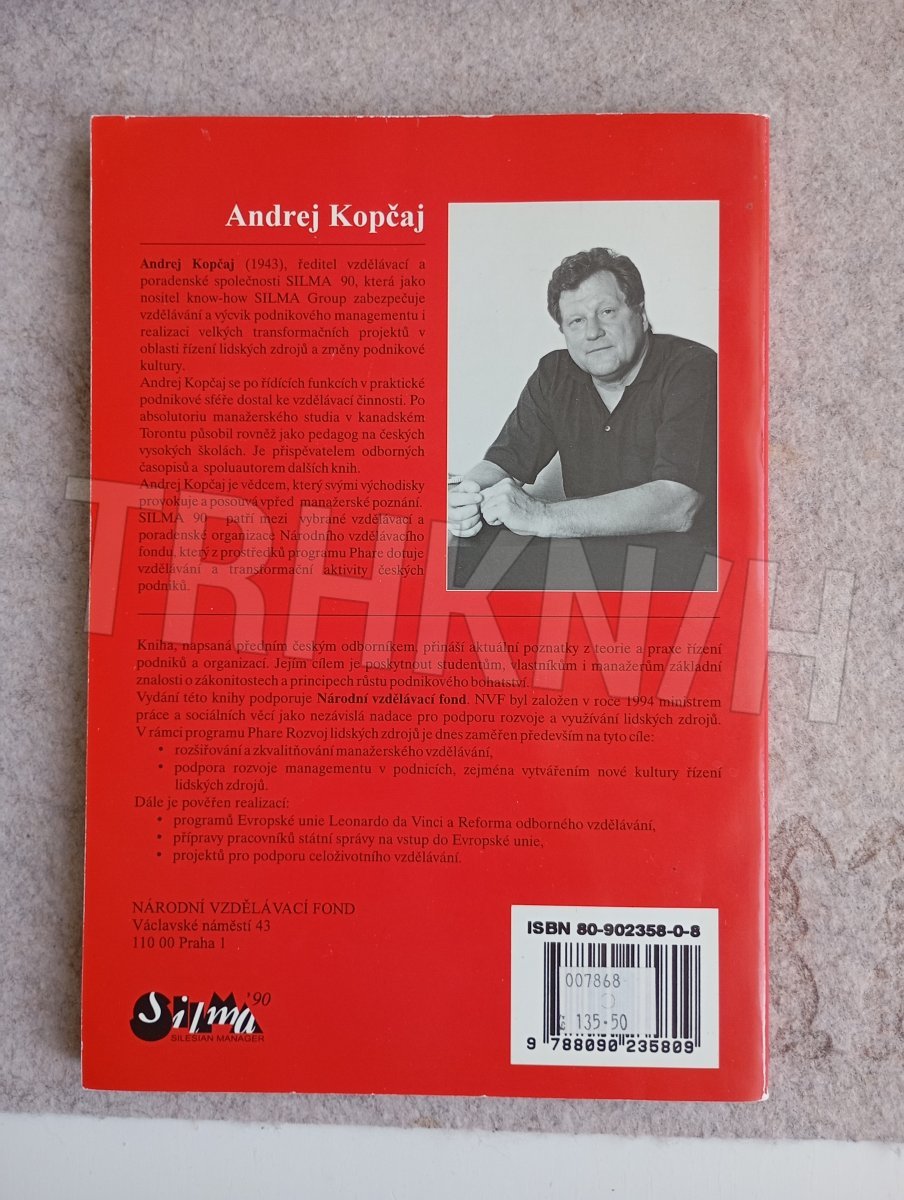 Andrej Kopčaj
Andrej Kopčaj (1943), ředitel vzdělávací a
poradenské společnosti SILMA 90, která jako
nositel know-how SILMA Group zabezpečuje
vzdělávání a výcvik podnikového managementu i
realizaci velkých transformačních projektů v
oblasti řízení lidských zdrojů a změny podnikové
kultury.
Andrej Kopčaj se po řídících funkcích v praktické
podnikové sféře dostal ke vzdělávací činnosti. Po
absolutoriu manažerského studia v kanadském
Torontu působil rovněž jako pedagog na českých
vysokých školách. Je přispěvatelem odborných
časopisů a spoluautorem dalších knih.
Andrej Kopčaj je vědcem, který svými východisky
provokuje a posouvá vpřed manažerské poznání.
SILMA 90 patří mezi vybrané vzdělávací a
poradenské organizace Národního vzdělávacího
fondu, který z prostředků programu Phare dotuje
vzdělávání a transformační aktivity českých
podniků.
TRHKNIH
Kniha, napsaná předním českým odborníkem, přináší aktuální poznatky z teorie a praxe řízení
podniků a organizací. Jejím cílem je poskytnout studentům, vlastníkům i manažerům základní
znalosti o zákonitostech a principech růstu podnikového bohatství.
Vydání této knihy podporuje Národní vzdělávací fond. NVF byl založen v roce 1994 ministrem
práce a sociálních věcí jako nezávislá nadace pro podporu rozvoje a využívání lidských zdrojů.
V rámci programu Phare Rozvoj lidských zdrojů je dnes zaměřen především na tyto cíle:
• rozšiřování a zkvalitňování manažerského vzdělávání,
• podpora rozvoje managementu v podnicích, zejména vytvářením nové kultury řízení
lidských zdrojů.
Dále je pověřen realizací:
• programů Evropské unie Leonardo da Vinci a Reforma odborného vzdělávání,
• přípravy pracovníků státní správy na vstup do Evropské unie,
• projektů pro podporu celoživotního vzdělávání.
NÁRODNÍ VZDĚLÁVACÍ FOND
Václavské náměstí 43
110 00 Praha 1
Silma '90
SILESIAN MANAGER
ISBN 80-902358-0-8
007868
135.50
9 788090 235809